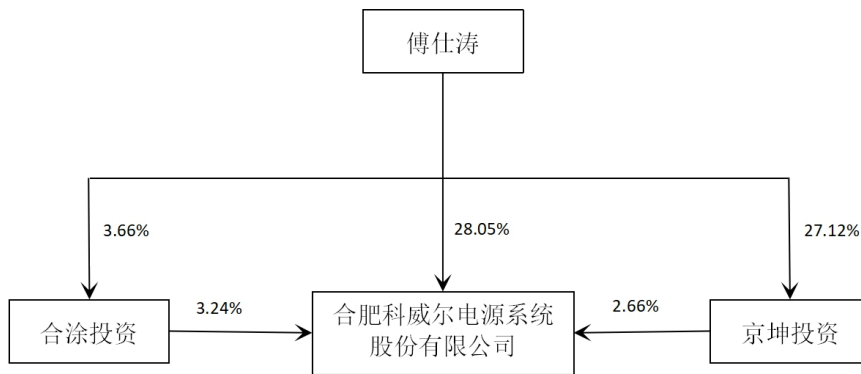 傅仕涛
3.66%
28.05%
27.12%
合涂投资
3.24%
合肥科威尔电源系统
股份有限公司
2.66%
京坤投资